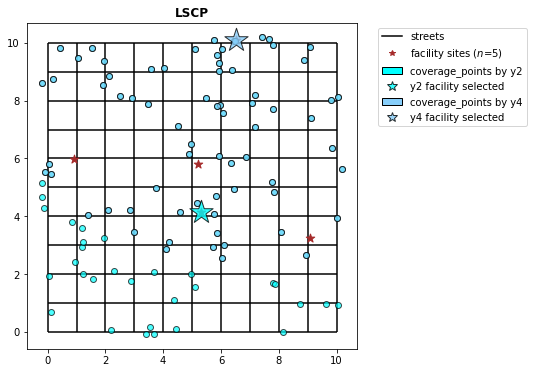 LSCP
streets
facility sites (n=5)
coverage_points by y2
y2 facility selected
coverage_points by y4
y4 facility selected
10
8
6
4
2
0
0 2 4 6 8 10